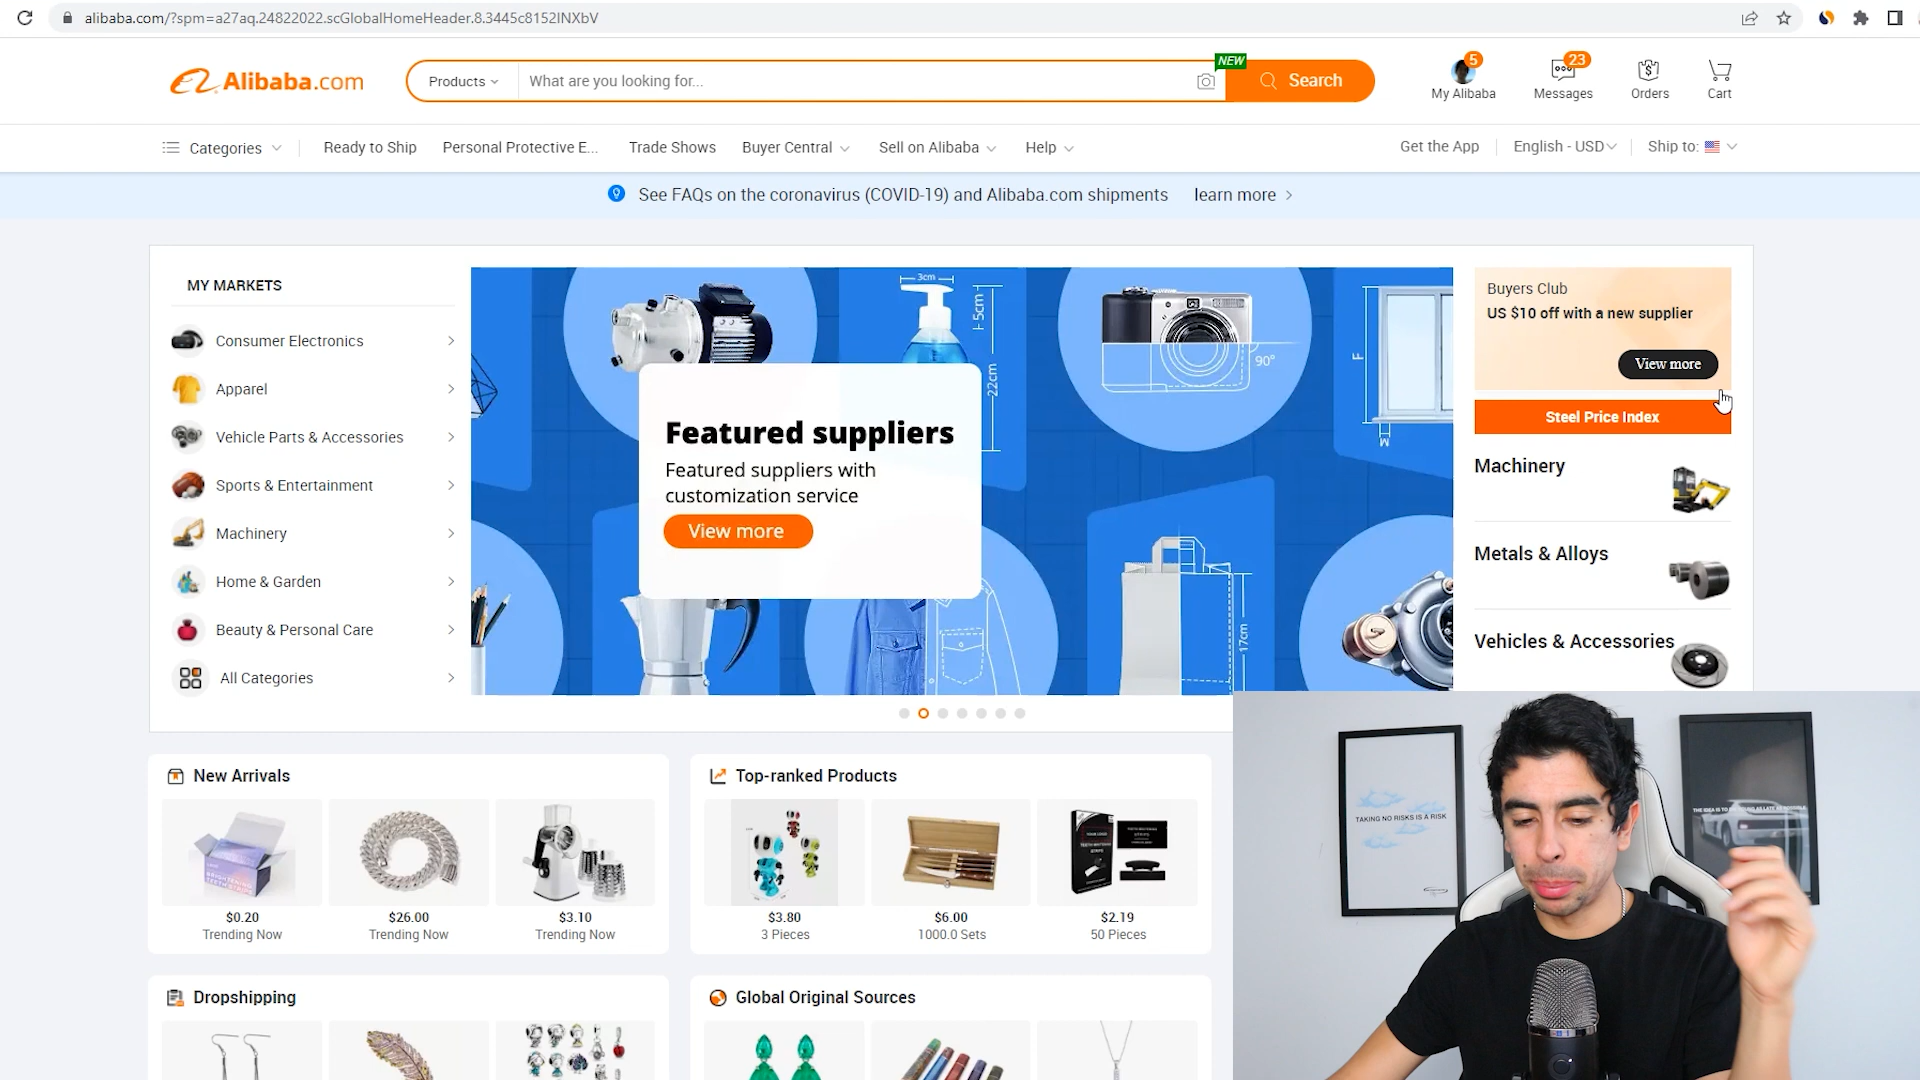 alibaba.com/?spm=a27aq.24822022.scGlobalHomeHeader.8.3445c8152INXbV
Alibaba.com
Products
What are you looking for...
NEW
Search
5
My Alibaba
23
Messages
Orders
Cart
Categories
Ready to Ship
Personal Protective E...
Trade Shows
Buyer Central
Sell on Alibaba
Help
Get the App
English - USD
Ship to:
See FAQs on the coronavirus (COVID-19) and Alibaba.com shipments
learn more
MY MARKETS
Consumer Electronics
Apparel
Vehicle Parts & Accessories
Sports & Entertainment
Machinery
Home & Garden
Beauty & Personal Care
All Categories
3cm
5cm
22cm
90°
F
M
17cm
Featured suppliers
Featured suppliers with
customization service
View more
Buyers Club
US $10 off with a new supplier
View more
Steel Price Index
Machinery
Metals & Alloys
Vehicles & Accessories
New Arrivals
$0.20
Trending Now
$26.00
Trending Now
$3.10
Trending Now
Top-ranked Products
$3.80
3 Pieces
$6.00
1000.0 Sets
$2.19
50 Pieces
Dropshipping
Global Original Sources
TAKING NO RISKS IS A RISK